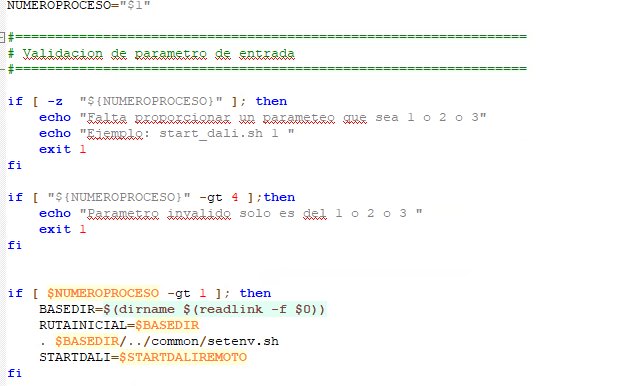 NUMEROPROCESO="$1"
#================================================================
# Validacion de parametro de entrada
#================================================================
if [ -z  "${NUMEROPROCESO}" ]; then
    echo "Falta proporcionar un parameteo que sea 1 o 2 o 3"
    echo "Ejemplo: start_dali.sh 1 "
    exit 1
fi
if [ "${NUMEROPROCESO}" -gt 4 ];then
    echo "Parametro invalido solo es del 1 o 2 o 3 "
    exit 1
fi
if [ $NUMEROPROCESO -gt 1 ]; then
    BASEDIR=$(dirname $(readlink -f $0))
    RUTAINICIAL=$BASEDIR
    . $BASEDIR/../common/setenv.sh
    STARTDALI=$STARTDALIREMOTO
fi